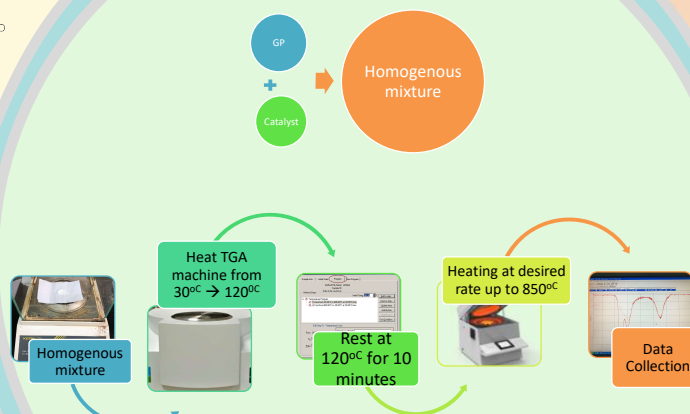 GP
Catalyst
Homogenous
mixture
Homogenous
mixture
Heat TGA
machine from
30ºC → 120⁰C
Rest at
120ºC for 10
minutes
Heating at desired
rate up to 850ºC
Data
Collection